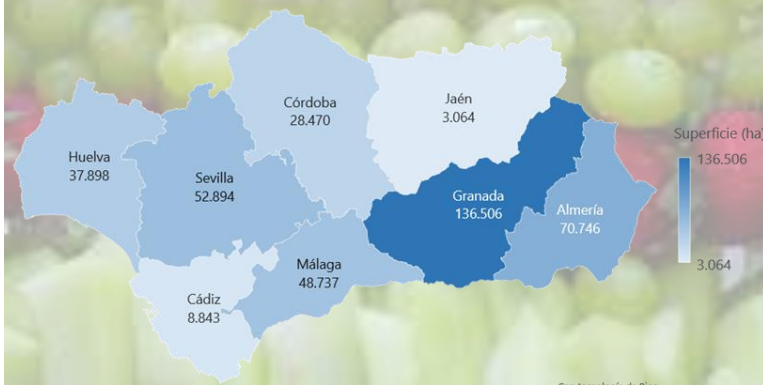 Córdoba
28.470
Jaén
3.064
Huelva
37.898
Sevilla
52.894
Granada
136.506
Almería
70.746
Málaga
48.737
Cádiz
8.843
Superficie (ha)
136.506
3.064